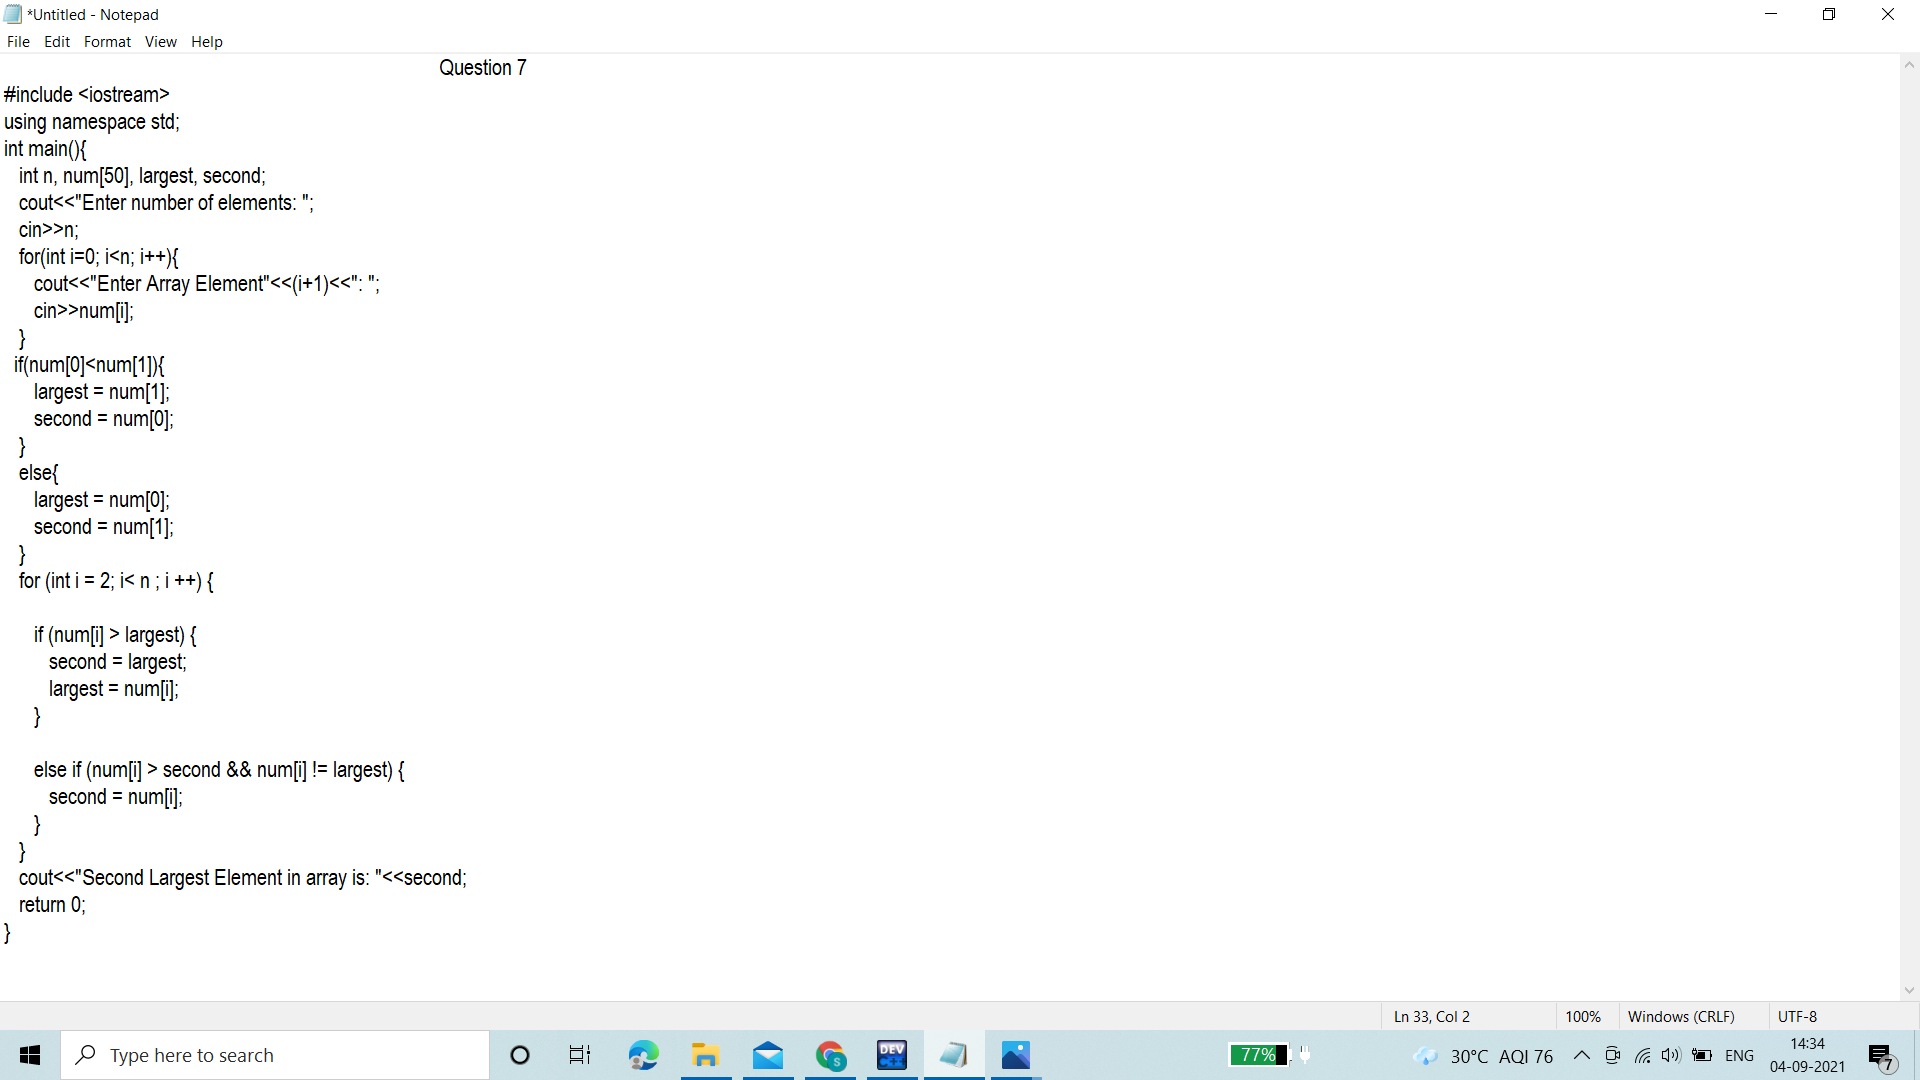 *Untitled - Notepad
File Edit Format View Help
Question 7
#include <iostream>
using namespace std;
int main(){
int n, num[50], largest, second;
cout<<"Enter number of elements: ";
cin>>n;
for(int i=0; i<n; i++){
cout<<"Enter Array Element"<<(i+1)<<": ";
cin>>num[i];
}
if(num[0]<num[1]){
largest = num[1];
second = num[0];
}
else{
largest = num[0];
second = num[1];
}
for (int i = 2; i< n ; i ++) {
if (num[i] > largest) {
second = largest;
largest = num[i];
}
else if (num[i] > second && num[i] != largest) {
second = num[i];
}
}
cout<<"Second Largest Element in array is: "<<second;
return 0;
}
Ln 33, Col 2 100% Windows (CRLF) UTF-8
Type here to search
DEV C++
S
77%
30°C AQI 76
ENG
14:34
04-09-2021
7